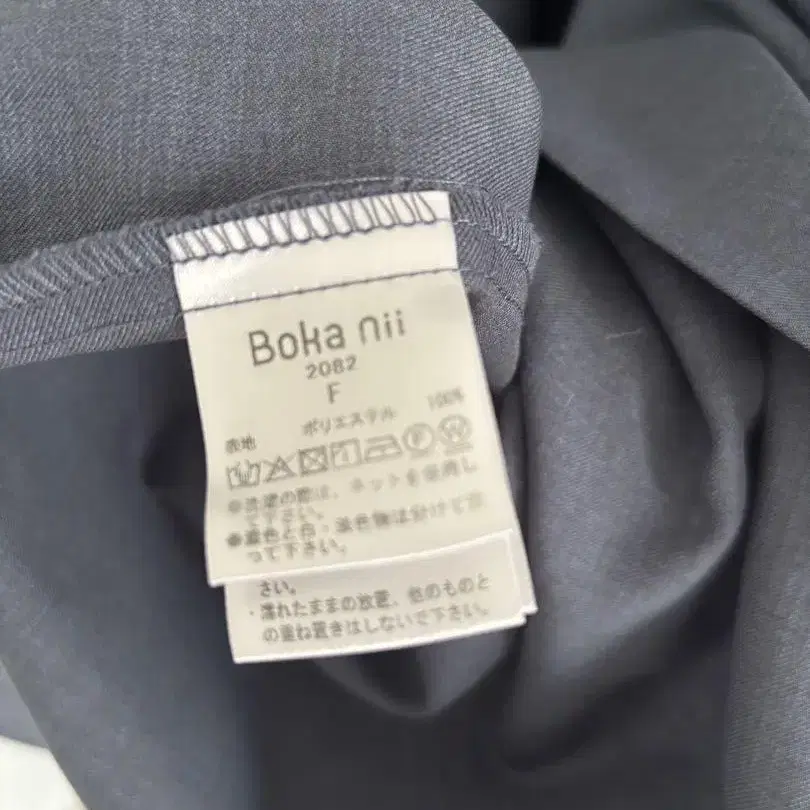 Boka nii
2082
F
表地 ポリエステル 100%
洗濯の際は、ネットを使用し
て下さい。
●濃色と白・淡色物は分けて洗
って下さい。
さい。
・濡れたままの放置、他のものと
の重ね置きはしないで下さい。